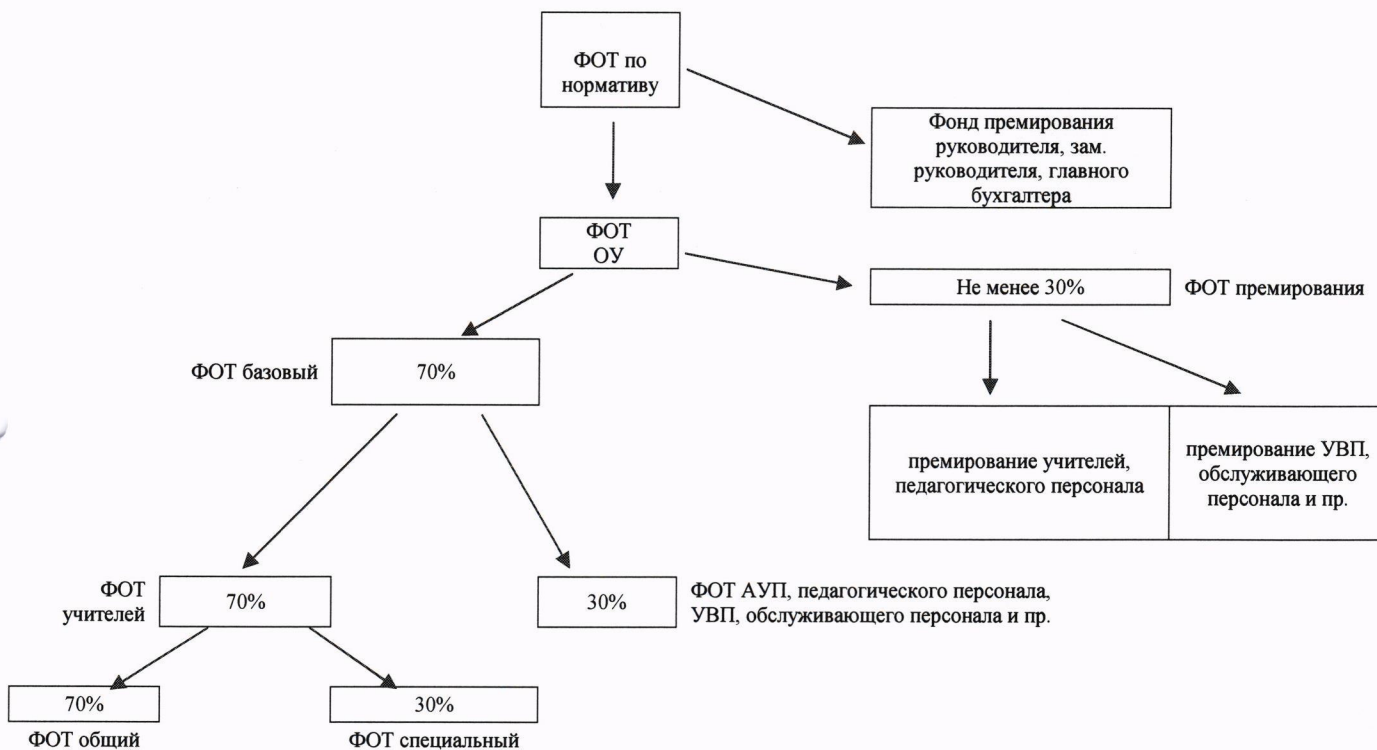 ФОТ по
нормативу
Фонд премирования
руководителя, зам.
руководителя, главного
бухгалтера
ФОТ
ОУ
Не менее 30%
ФОТ премирования
ФОТ базовый
70%
премирование учителей,
педагогического персонала
премирование УВП,
обслуживающего
персонала и пр.
ФОТ
учителей
70%
30%
ФОТ АУП, педагогического персонала,
УВП, обслуживающего персонала и пр.
70%
30%
ФОТ общий
ФОТ специальный